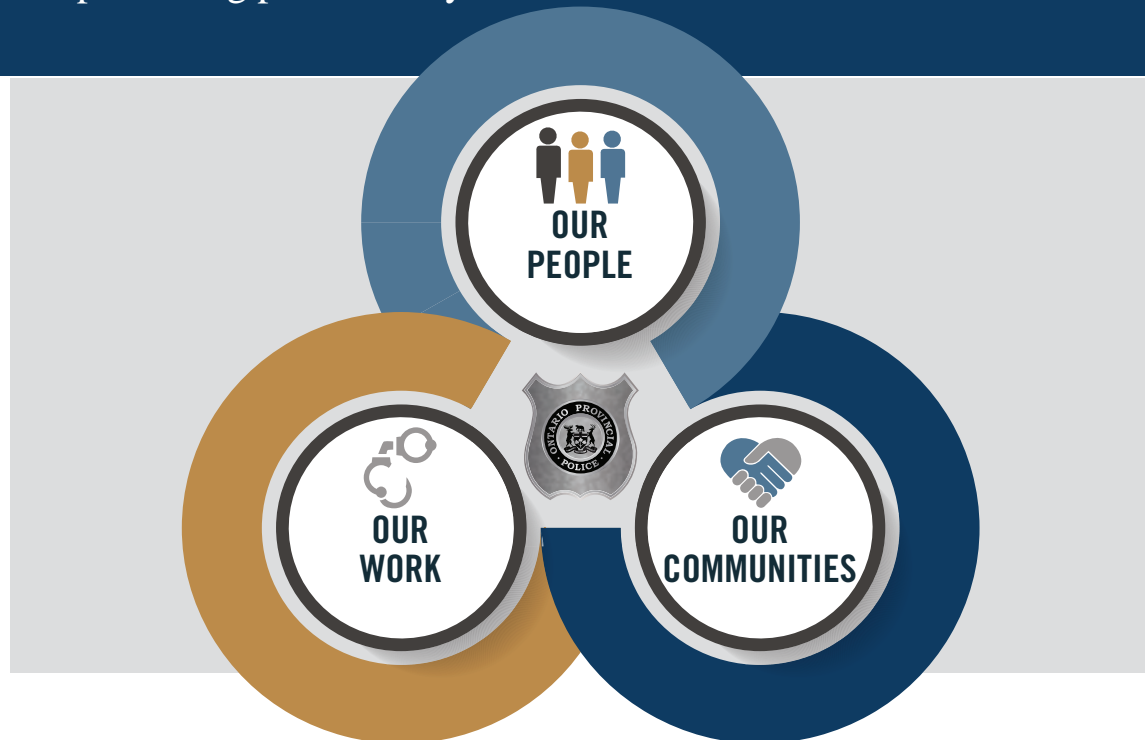 OUR
PEOPLE
ONTARIO PROVINCIAL
POLICE
OUR
WORK
OUR
COMMUNITIES